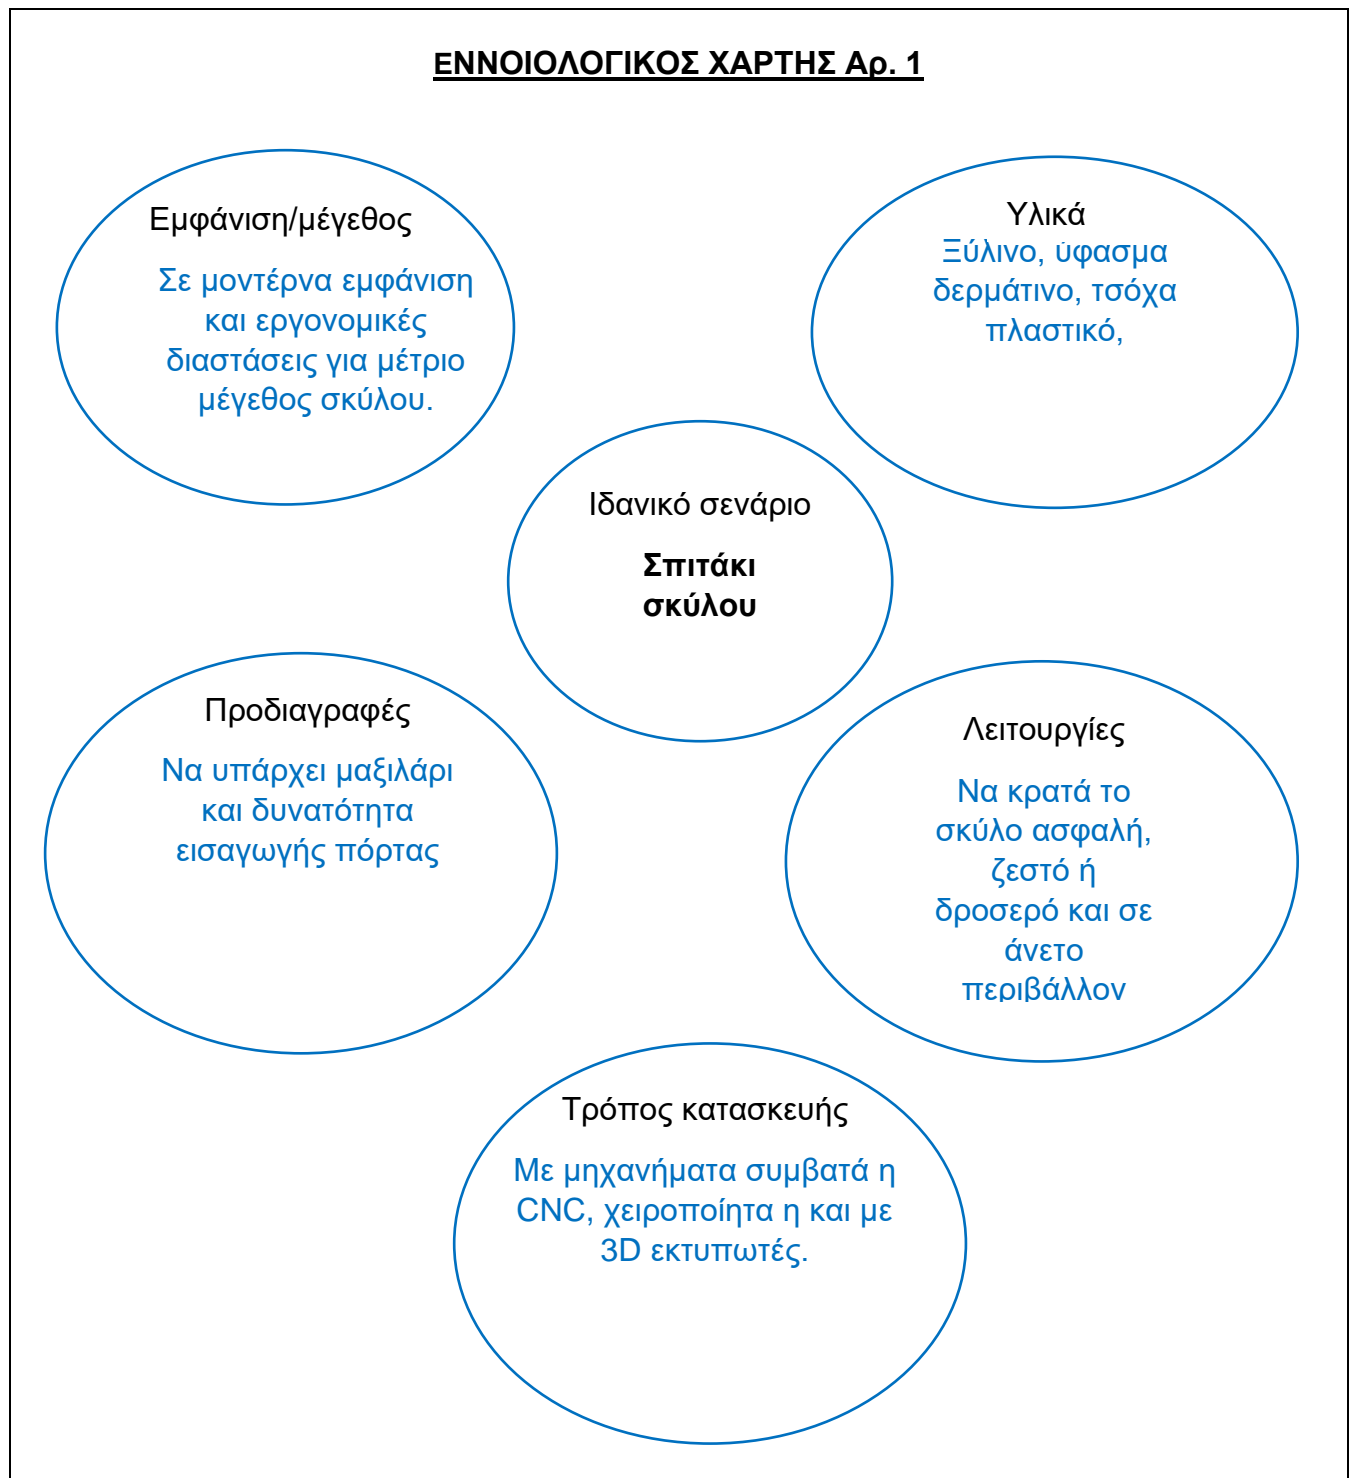 ΕΝΝΟΙΟΛΟΓΙΚΟΣ ΧΑΡΤΗΣ Αρ. 1
Εμφάνιση/μέγεθος
Σε μοντέρνα εμφάνιση
και εργονομικές
διαστάσεις για μέτριο
μέγεθος σκύλου.
Υλικά
Ξύλινο, ύφασμα
δερμάτινο, τσόχα
πλαστικό,
Ιδανικό σενάριο
Σπιτάκι
σκύλου
Προδιαγραφές
Να υπάρχει μαξιλάρι
και δυνατότητα
εισαγωγής πόρτας
Λειτουργίες
Να κρατά το
σκύλο ασφαλή,
ζεστό ή
δροσερό και σε
άνετο
περιβάλλον
Τρόπος κατασκευής
Με μηχανήματα συμβατά η
CNC, χειροποίητα η και με
3D εκτυπωτές.